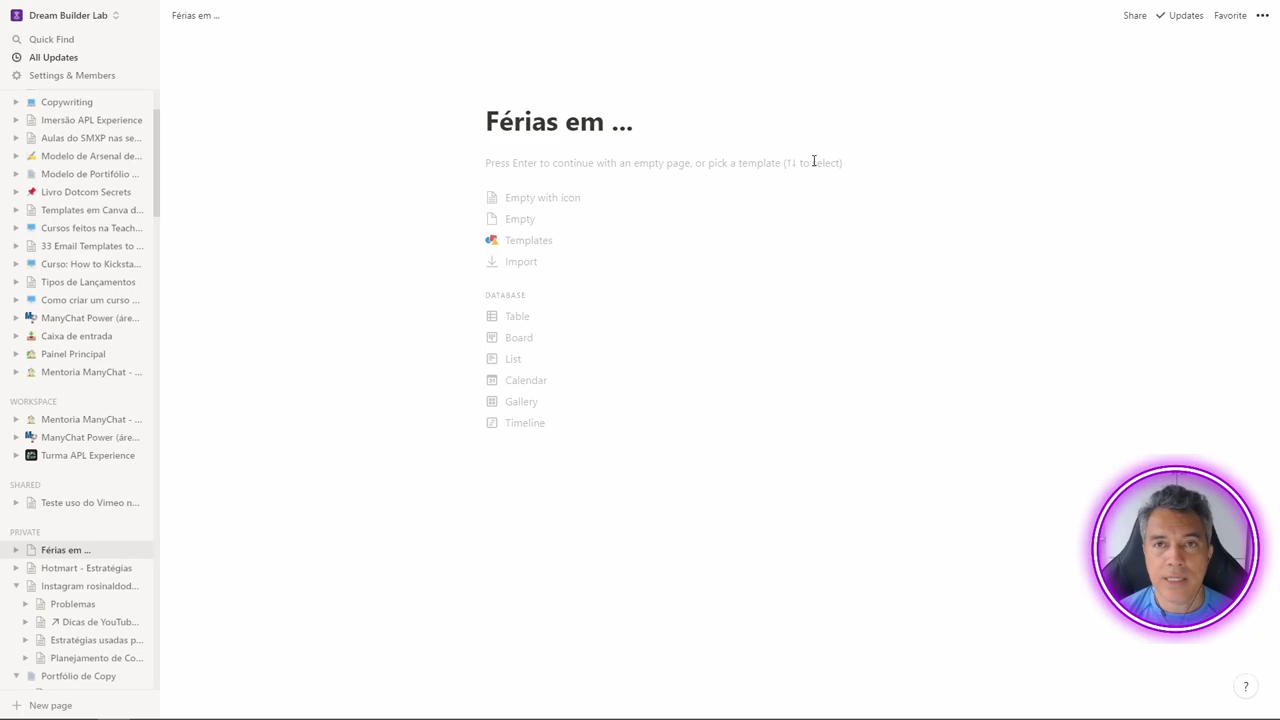 Dream Builder Lab
Férias em ...
Share
Updates
Favorite
Quick Find
All Updates
Settings & Members
Copywriting
Imersão APL Experience
Aulas do SMXP nas se...
Modelo de Arsenal de...
Modelo de Portfólio ...
Livro Dotcom Secrets
Templates em Canva d...
Cursos feitos na Teach...
33 Email Templates to ...
Curso: How to Kicksta...
Tipos de Lançamentos
Como criar um curso ...
ManyChat Power (áre...
Caixa de entrada
Painel Principal
Mentoria ManyChat - ...
WORKSPACE
Mentoria ManyChat - ...
ManyChat Power (áre...
Turma APL Experience
SHARED
Teste uso do Vimeo n...
PRIVATE
Férias em ...
Hotmart - Estratégias
Instagram rosinaldod...
Problemas
Dicas de YouTub...
Estratégias usadas p...
Planejamento de Co...
Portfólio de Copy
New page
Férias em ...
Press Enter to continue with an empty page, or pick a template (↑↓ to select)
Empty with icon
Empty
Templates
Import
DATABASE
Table
Board
List
Calendar
Gallery
Timeline
?